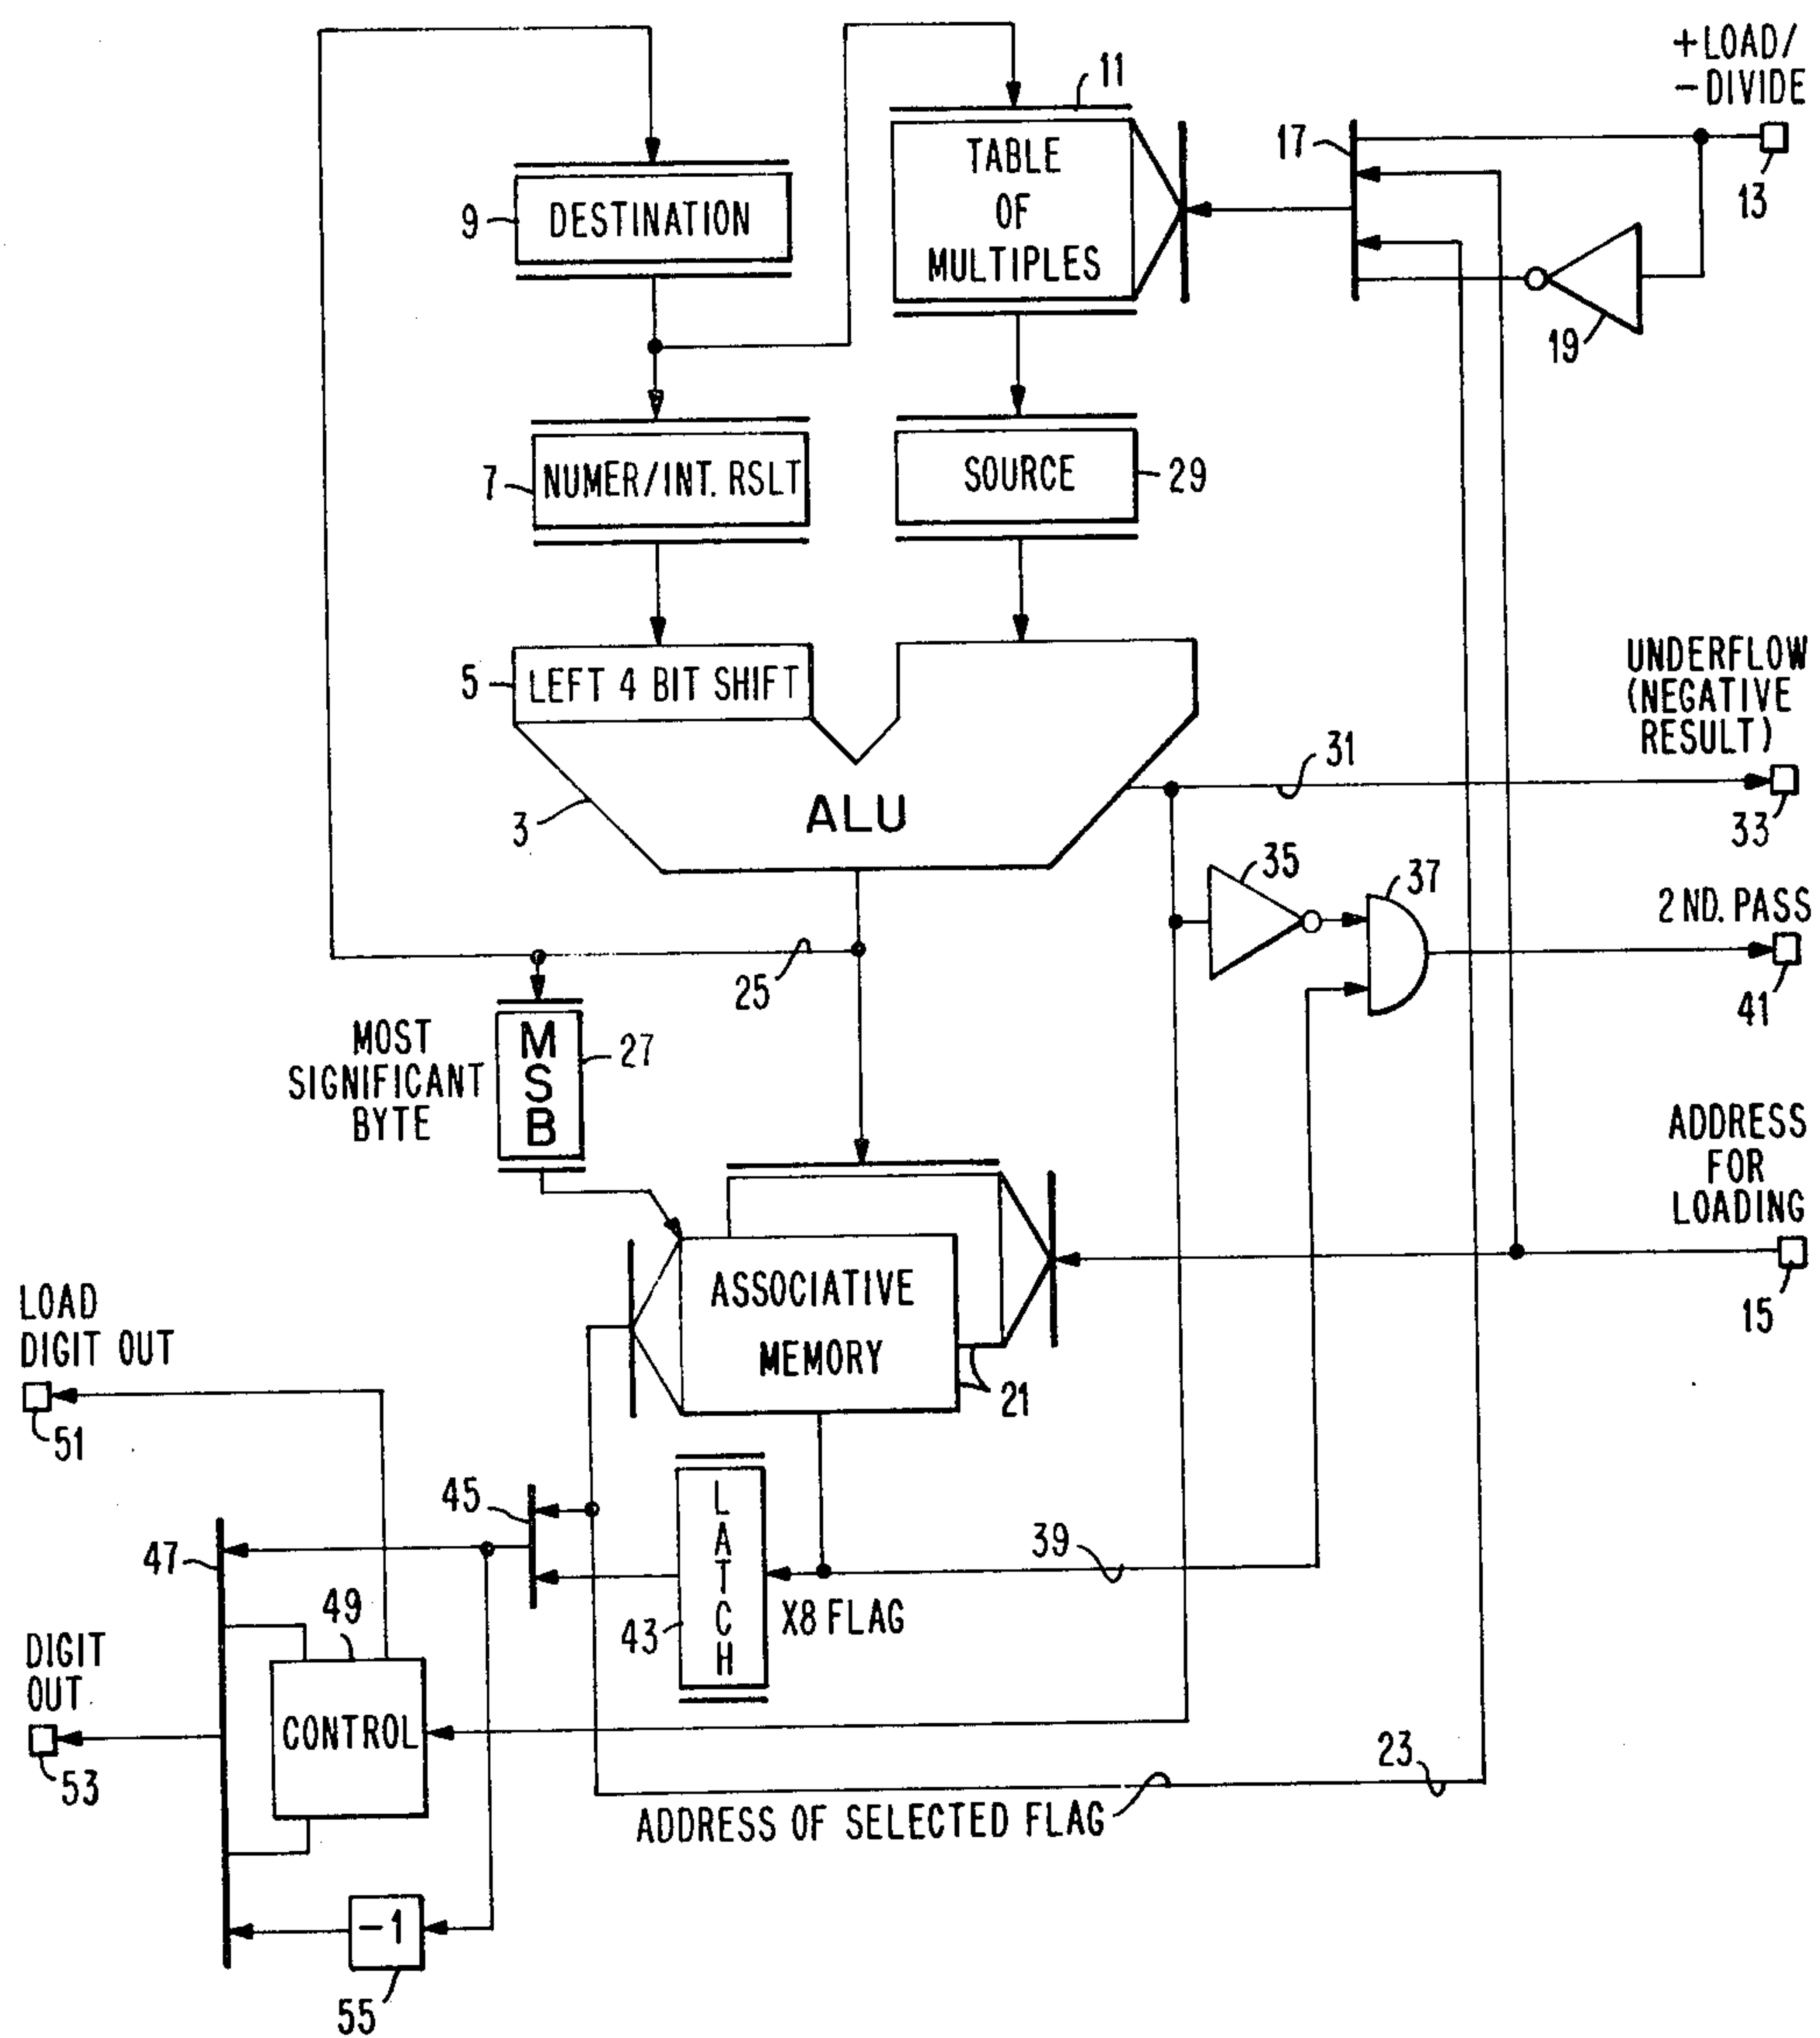 +LOAD/
-DIVIDE
13
17
19
11
TABLE
OF
MULTIPLES
9
DESTINATION
7
NUMER/INT. RSLT
SOURCE
29
5
LEFT 4 BIT SHIFT
3
ALU
UNDERFLOW
(NEGATIVE
RESULT)
31
33
35
37
2 ND. PASS
41
25
MOST
SIGNIFICANT
BYTE
M
S
B
27
ADDRESS
FOR
LOADING
15
ASSOCIATIVE
MEMORY
21
LOAD
DIGIT OUT
51
45
L
A
T
C
H
43
X8 FLAG
39
47
49
CONTROL
DIGIT
OUT
53
23
ADDRESS OF SELECTED FLAG
-1
55